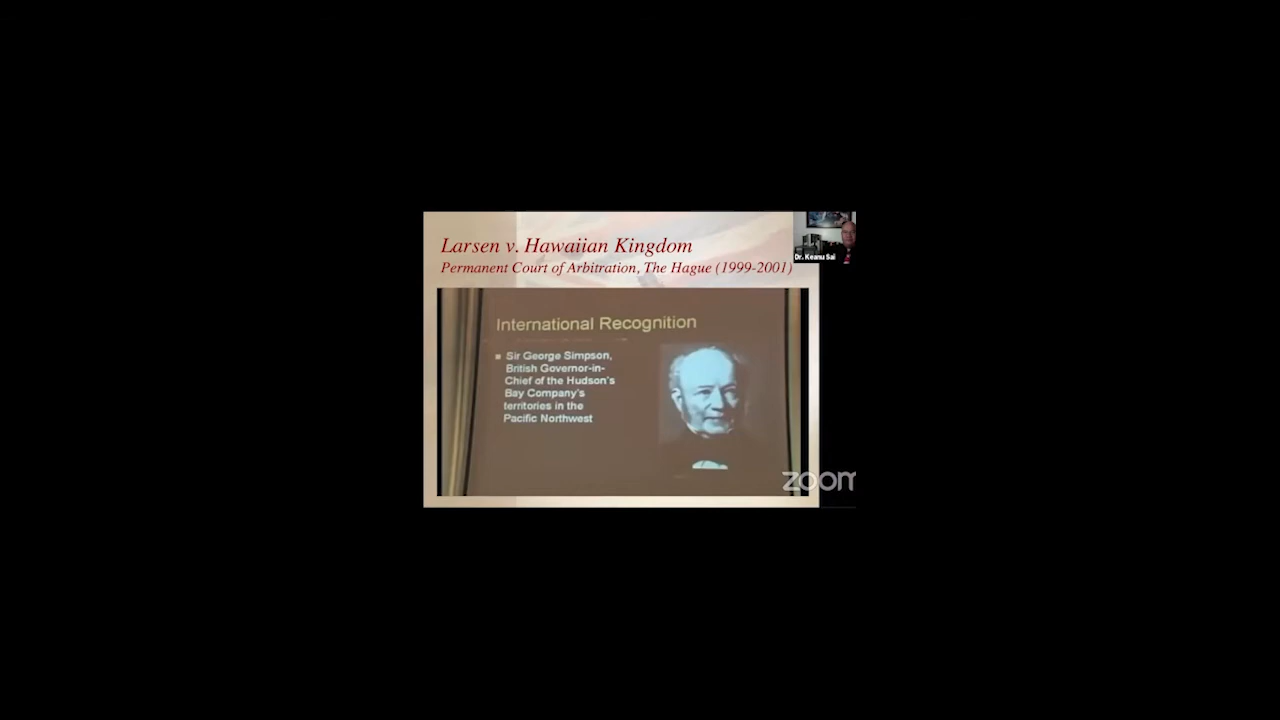 Larsen v. Hawaiian Kingdom
Permanent Court of Arbitration, The Hague (1999-2001)
Dr. Keanu Sai
International Recognition
Sir George Simpson,
British Governor-in-
Chief of the Hudson's
Bay Company's
territories in the
Pacific Northwest
zoom